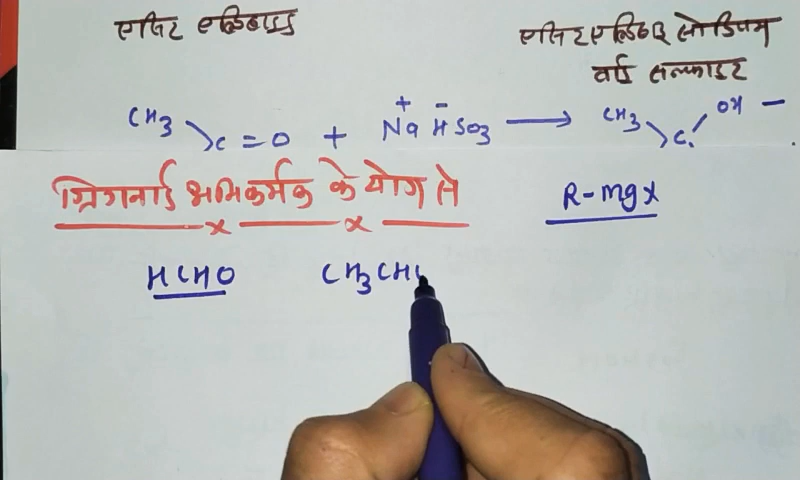 एसिट एल्डिहाइड एसिटएल्डिहाइड सोडियम
बाई सल्फाइट
CH3 C=O + Na+ H-SO3 ⟶ CH3 C OH
ग्रिगनार्ड अभिकर्मक के योग से R-mgx
HCHO CH3CH